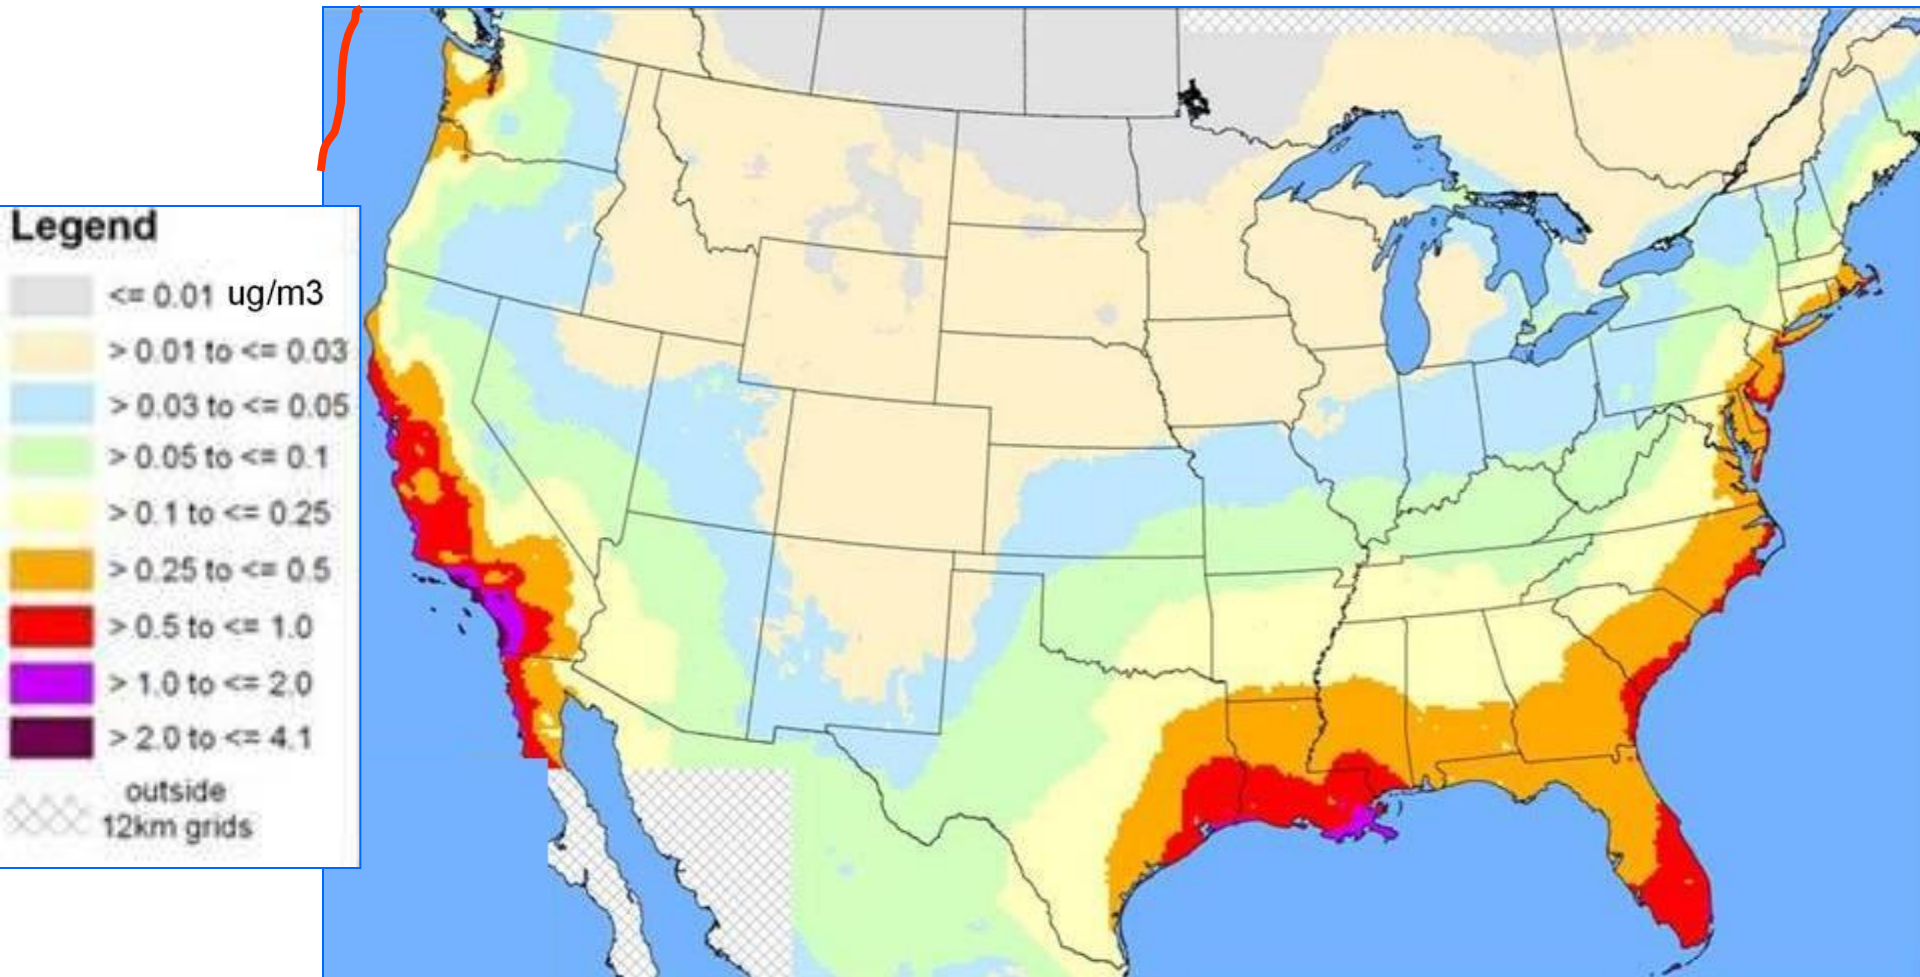 Legend
<= 0.01 ug/m3
> 0.01 to <= 0.03
> 0.03 to <= 0.05
> 0.05 to <= 0.1
> 0.1 to <= 0.25
> 0.25 to <= 0.5
> 0.5 to <= 1.0
> 1.0 to <= 2.0
> 2.0 to <= 4.1
outside
12km grids